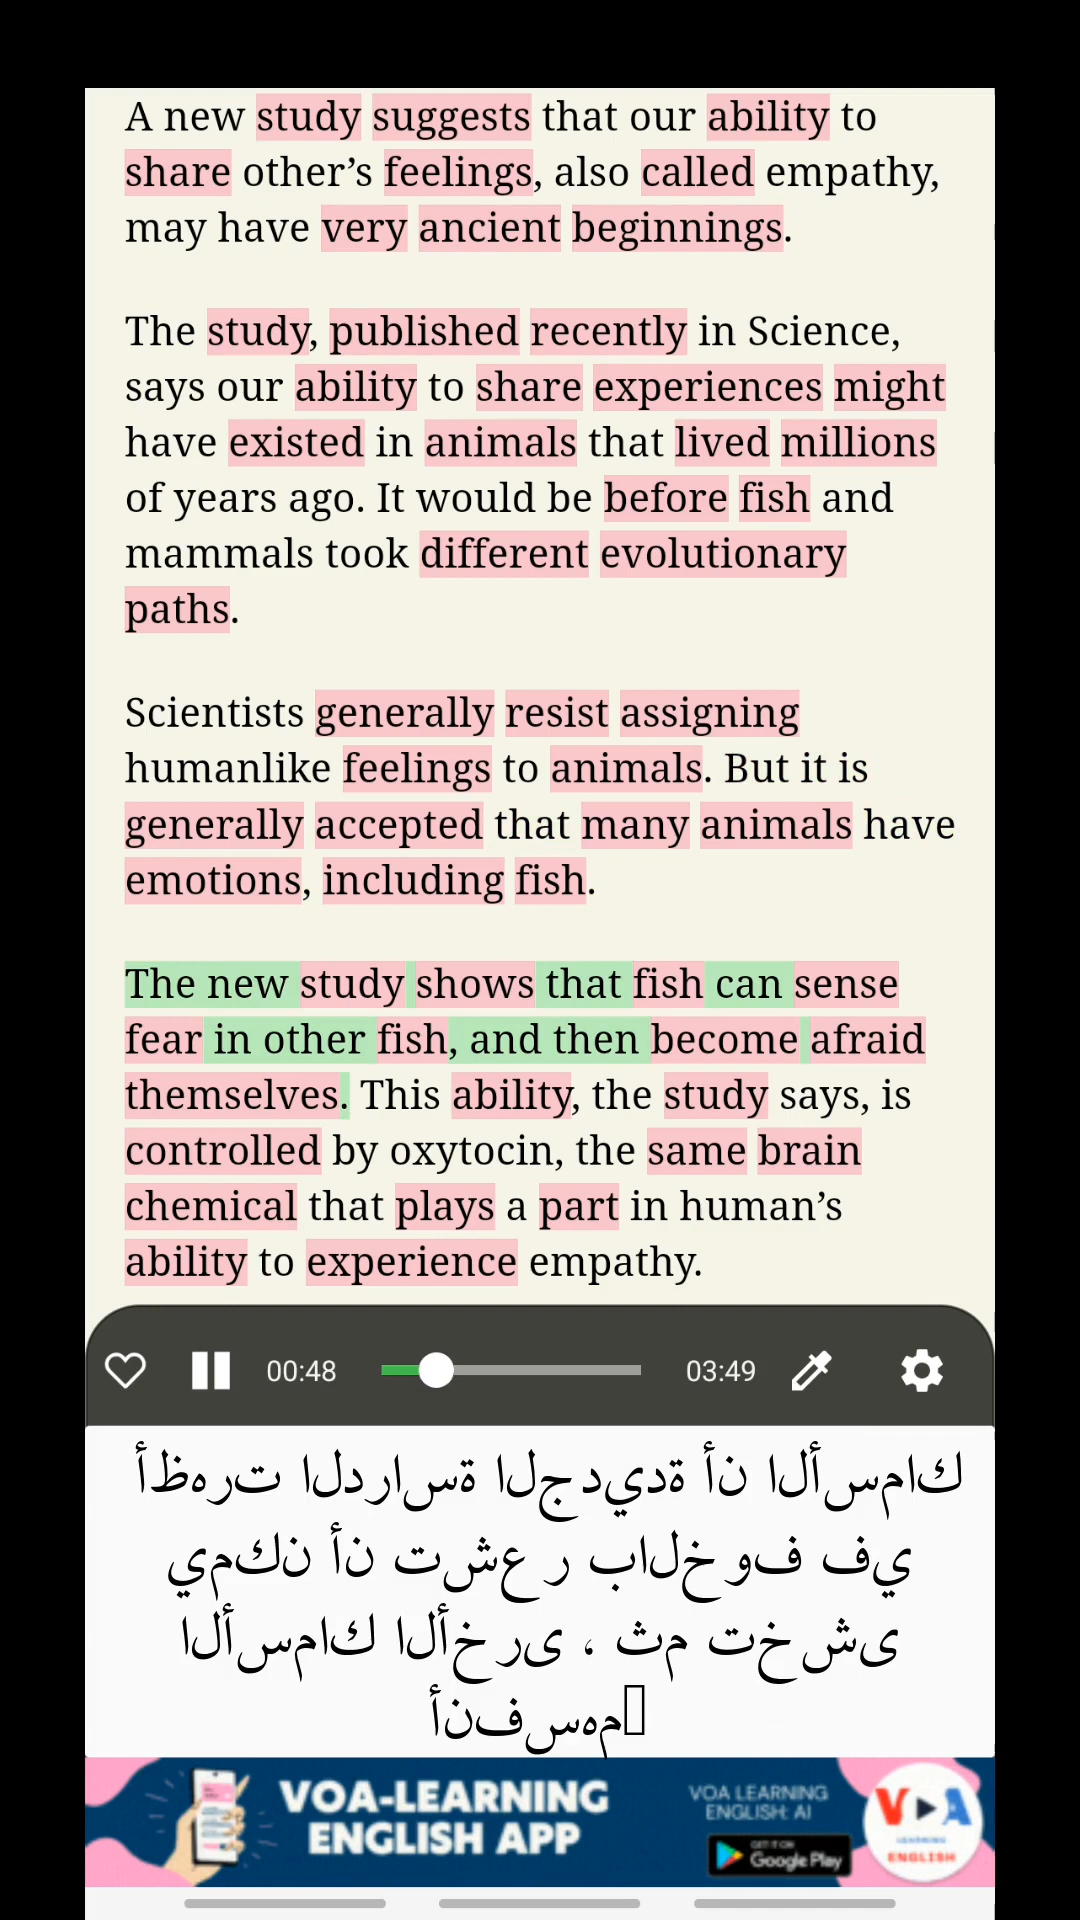 A new study suggests that our ability to
share other’s feelings, also called empathy,
may have very ancient beginnings.
The study, published recently in Science,
says our ability to share experiences might
have existed in animals that lived millions
of years ago. It would be before fish and
mammals took different evolutionary
paths.
Scientists generally resist assigning
humanlike feelings to animals. But it is
generally accepted that many animals have
emotions, including fish.
The new study shows that fish can sense
fear in other fish, and then become afraid
themselves. This ability, the study says, is
controlled by oxytocin, the same brain
chemical that plays a part in human’s
ability to experience empathy.
00:48 03:49
أظهرت الدراسة الجديدة أن الأسماك
يمكن أن تشعر بالخوف في
الأسماك الأخرى ، ثم تخشى
أنفسهم
VOA-LEARNING
ENGLISH APP
VOA LEARNING
ENGLISH: AI
GET IT ON
Google Play
VOA
LEARNING
ENGLISH